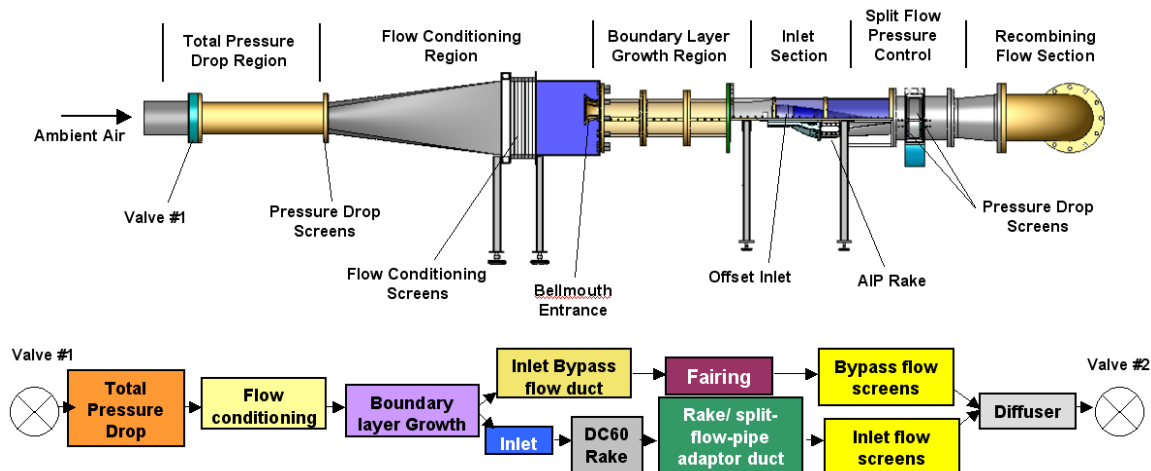 Total Pressure
Drop Region
Flow Conditioning
Region
Boundary Layer
Growth Region
Inlet
Section
Split Flow
Pressure
Control
Recombining
Flow Section
Ambient Air
Valve #1
Pressure Drop
Screens
Flow Conditioning
Screens
Bellmouth
Entrance
Offset Inlet
AIP Rake
Pressure Drop
Screens
Valve #1
Total
Pressure
Drop
Flow
conditioning
Boundary
layer Growth
Inlet Bypass
flow duct
Fairing
Bypass flow
screens
Inlet
DC60
Rake
Rake/ split-
flow-pipe
adaptor duct
Inlet flow
screens
Diffuser
Valve #2